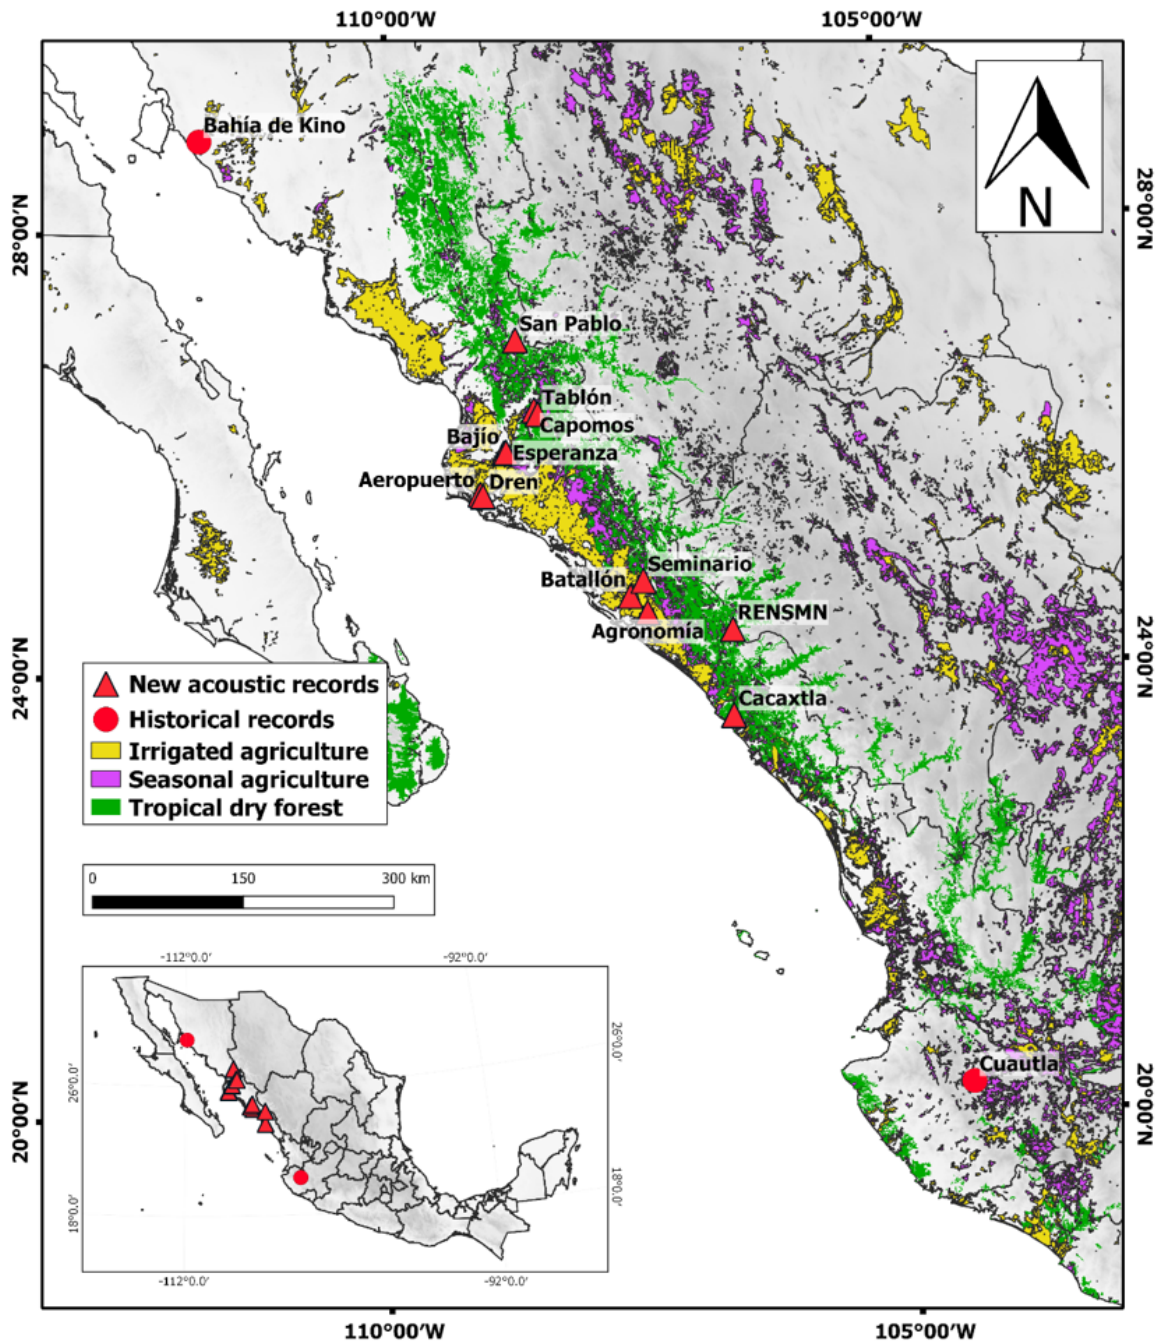 110°00'W
105°00'W
Bahía de Kino
N
28°00'N
28°00'N
San Pablo
Tablón
Capomos
Bajío
Esperanza
Aeropuerto
Dren
Seminario
Batallón
Agronomía
RENSMN
Cacaxtla
24°00'N
24°00'N
New acoustic records
Historical records
Irrigated agriculture
Seasonal agriculture
Tropical dry forest
0 150 300 km
-112°0.0'
-92°0.0'
26°0.0'
26°0.0'
18°0.0'
18°0.0'
-112°0.0'
-92°0.0'
Cuautla
20°00'N
20°00'N
110°00'W
105°00'W